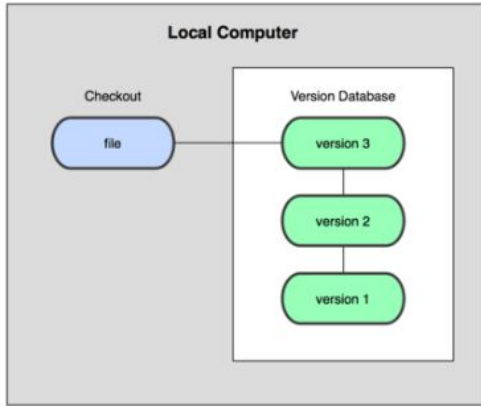 Local Computer
Checkout
Version Database
file
version 3
version 2
version 1